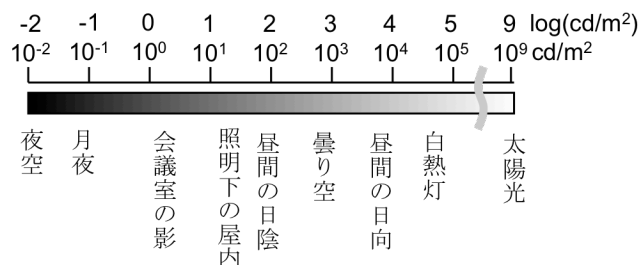 -2 -1 0 1 2 3 4 5 9 log(cd/m²)
10⁻² 10⁻¹ 10⁰ 10¹ 10² 10³ 10⁴ 10⁵ 10⁹ cd/m²
夜空
月夜
会議室の影
照明下の屋内
昼間の日陰
曇り空
昼間の日向
白熱灯
太陽光